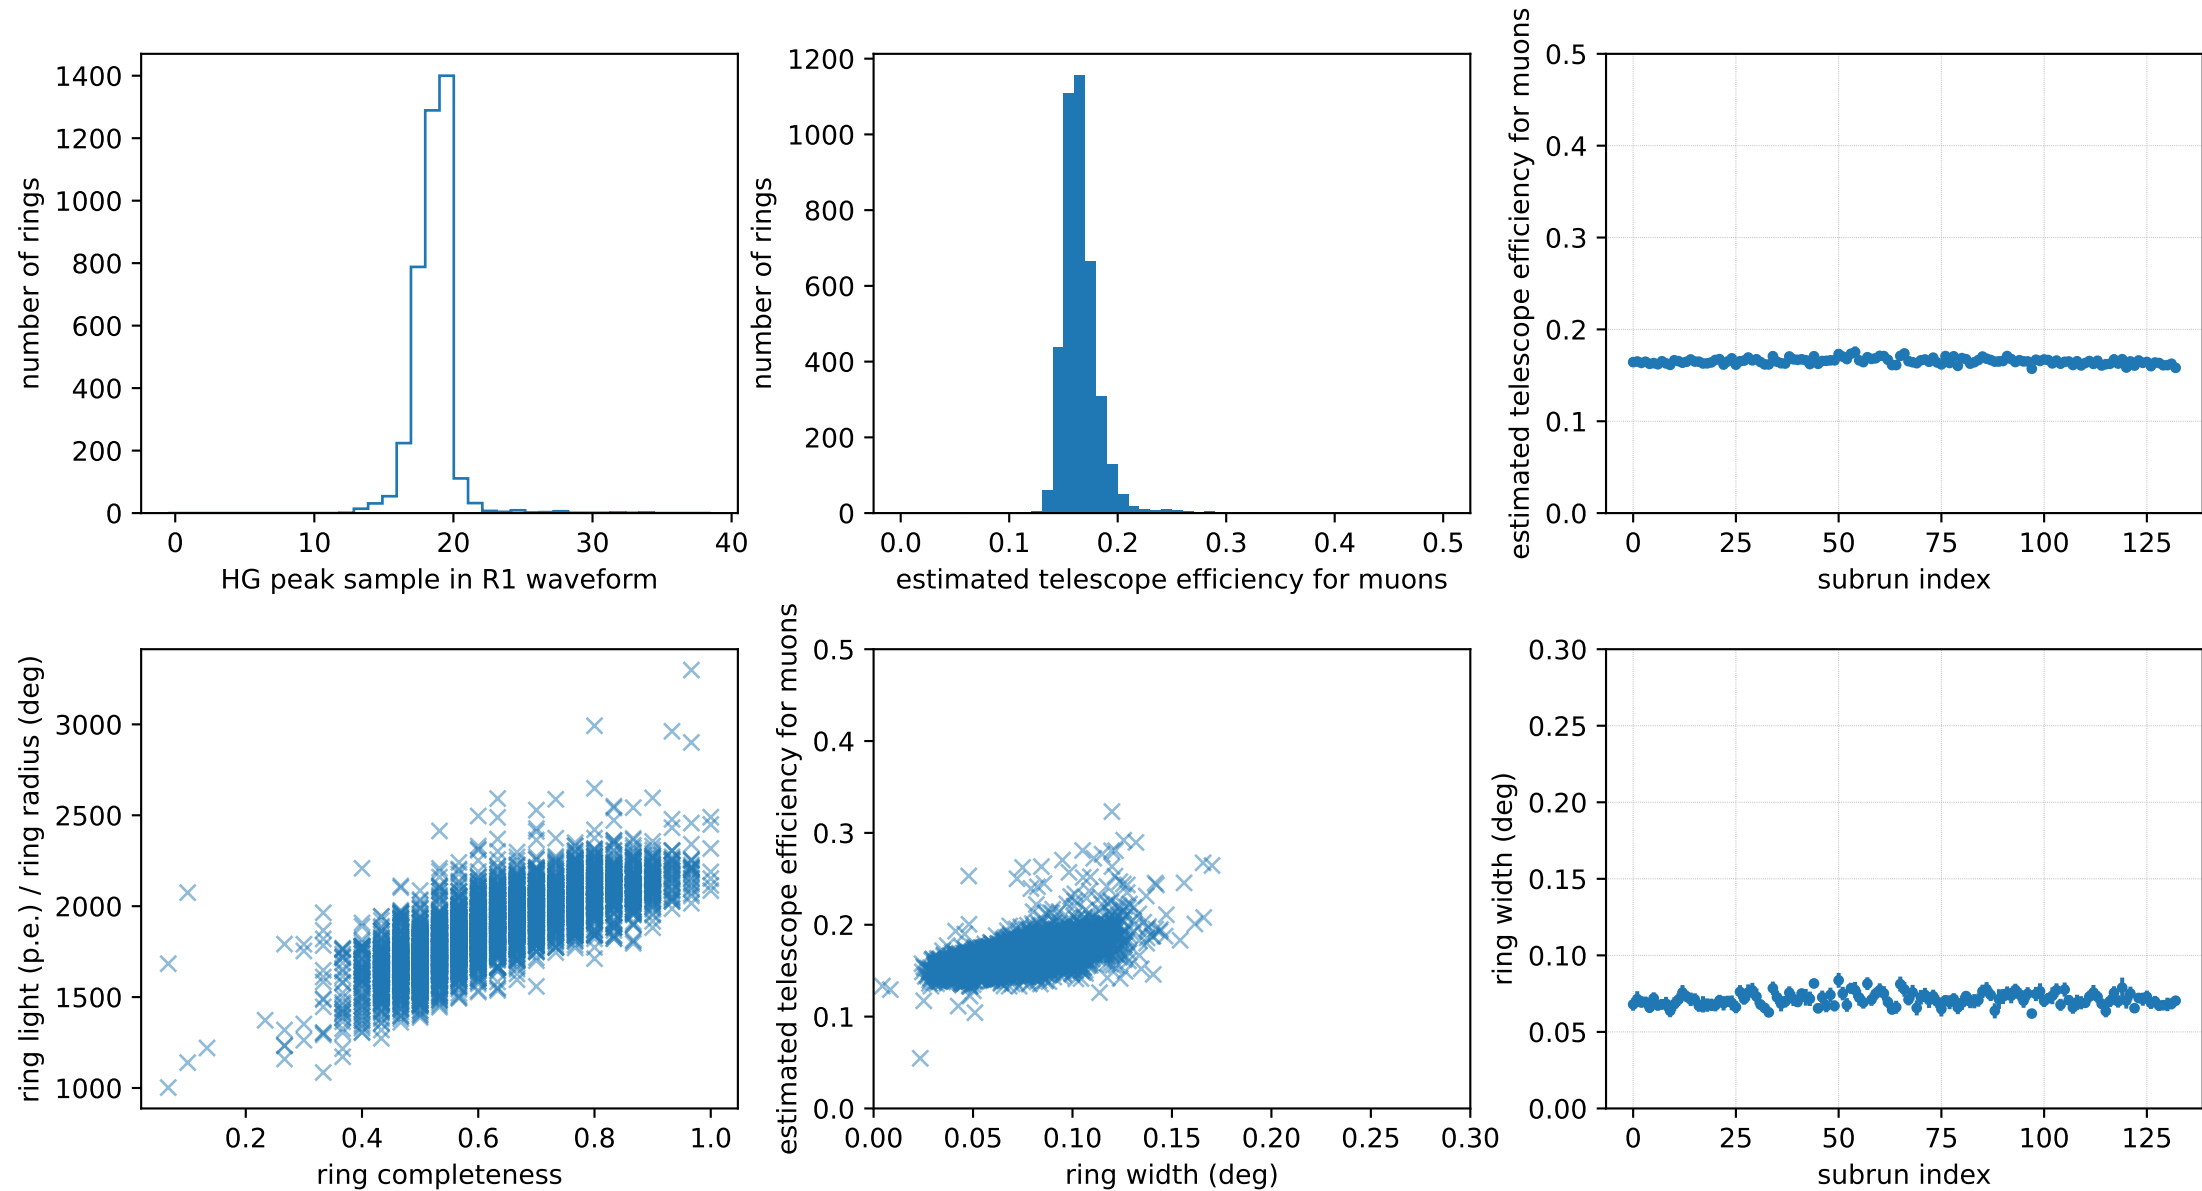 number of rings
1400
1200
1000
800
600
400
200
0
0 10 20 30 40
HG peak sample in R1 waveform
number of rings
1200
1000
800
600
400
200
0
0.0 0.1 0.2 0.3 0.4 0.5
estimated telescope efficiency for muons
estimated telescope efficiency for muons
0.5
0.4
0.3
0.2
0.1
0.0
0 25 50 75 100 125
subrun index
ring light (p.e.) / ring radius (deg)
3000
2500
2000
1500
1000
0.2 0.4 0.6 0.8 1.0
ring completeness
estimated telescope efficiency for muons
0.5
0.4
0.3
0.2
0.1
0.0
0.00 0.05 0.10 0.15 0.20 0.25 0.30
ring width (deg)
ring width (deg)
0.30
0.25
0.20
0.15
0.10
0.05
0.00
0 25 50 75 100 125
subrun index